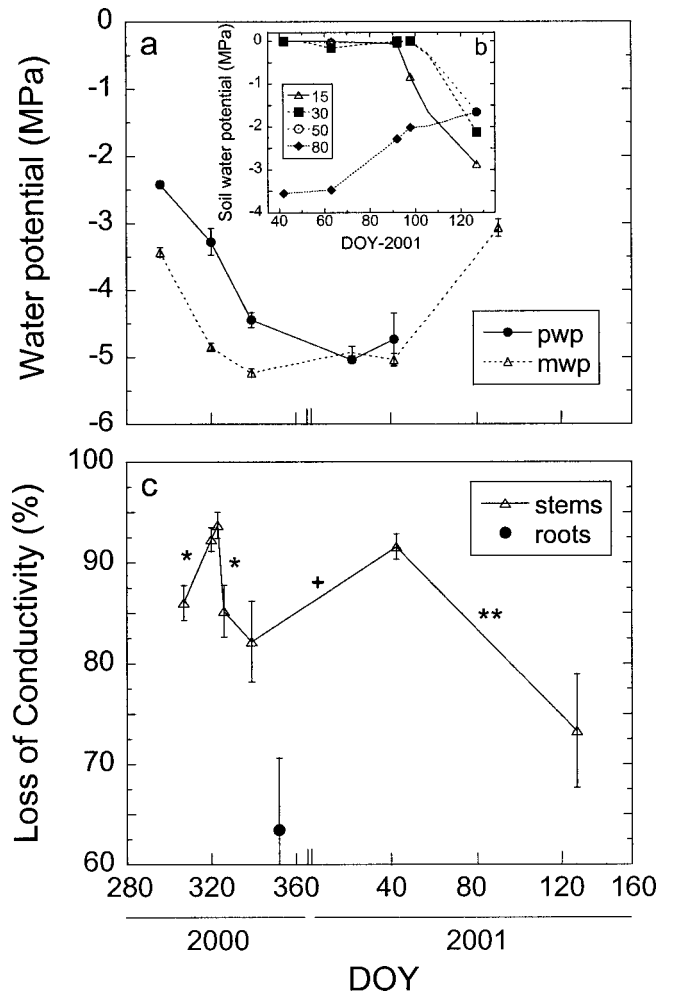 a
0
-1
-2
-3
-4
-5
-6
Water potential (MPa)
b
0
-1
-2
-3
-4
Soil water potential (MPa)
15
30
50
80
40 60 80 100 120
DOY-2001
pwp
mwp
c
100
90
80
70
60
Loss of Conductivity (%)
stems
roots
*
*
+
**
280 320 360 40 80 120 160
2000 2001
DOY